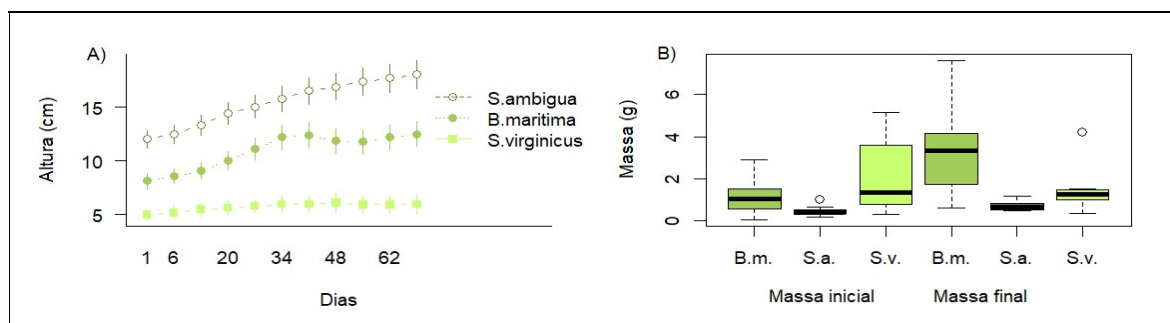 A)
Altura (cm)
15
10
5
1 6 20 34 48 62
Dias
S.ambigua
B.maritima
S.virginicus
B)
Massa (g)
6
4
2
0
B.m. S.a. S.v. B.m. S.a. S.v.
Massa inicial Massa final